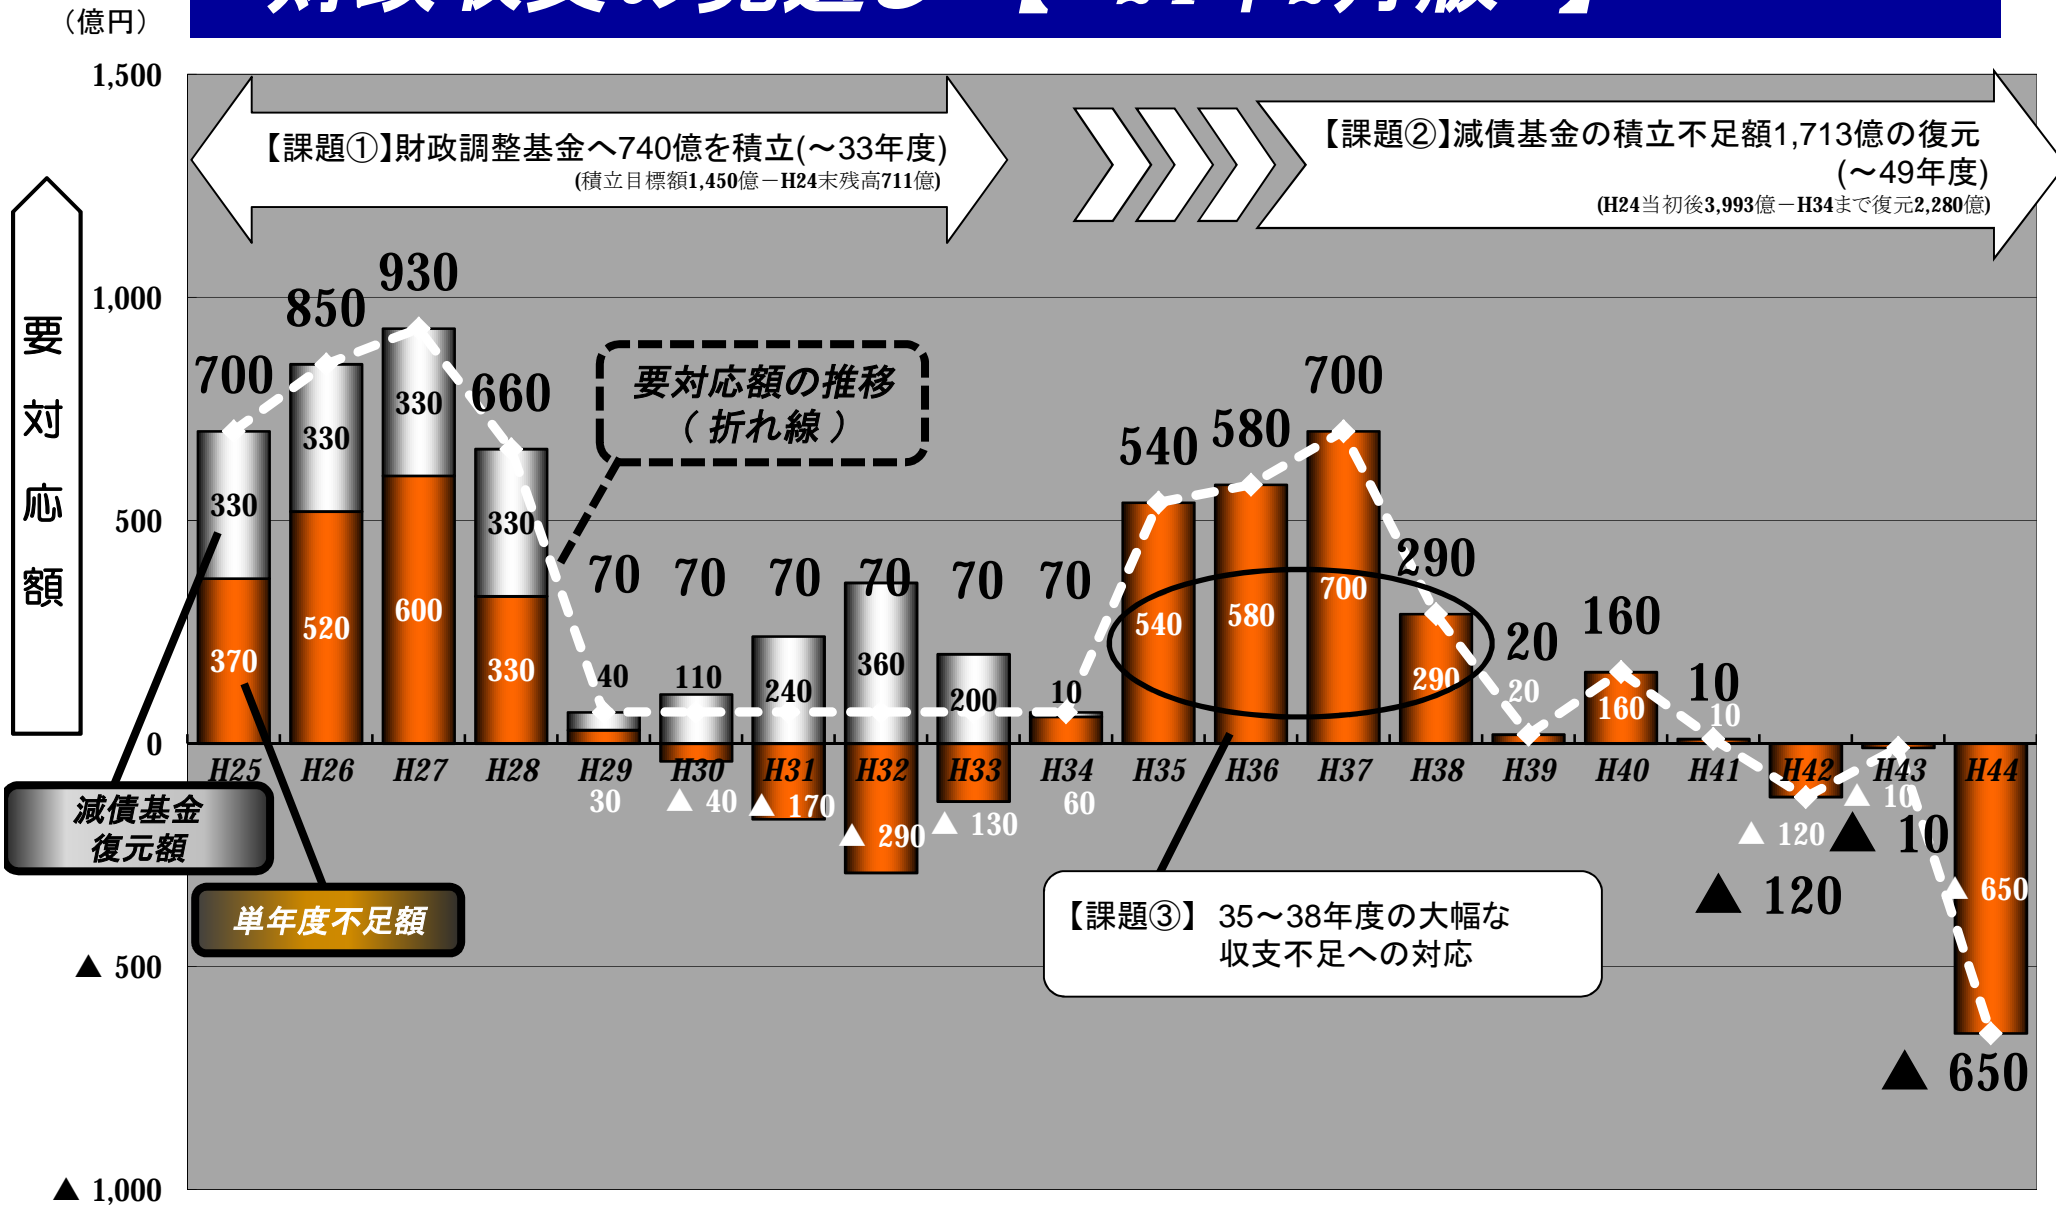 （億円）
1,500
1,000
500
0
▲ 500
▲ 1,000
要対応額
【課題①】財政調整基金へ740億を積立(～33年度)
(積立目標額1,450億－H24末残高711億)
【課題②】減債基金の積立不足額1,713億の復元
(～49年度)
(H24当初後3,993億－H34まで復元2,280億)
要対応額の推移
（ 折れ線 ）
700
850
930
660
70
70
70
70
70
70
540
580
700
290
20
160
10
▲ 120
▲ 10
▲ 650
330
330
330
330
40
110
240
360
200
10
370
520
600
330
30
▲ 40
▲ 170
▲ 290
▲ 130
60
540
580
700
290
20
160
10
▲ 120
▲ 10
▲ 650
H25
H26
H27
H28
H29
H30
H31
H32
H33
H34
H35
H36
H37
H38
H39
H40
H41
H42
H43
H44
減債基金
復元額
単年度不足額
【課題③】 35～38年度の大幅な
収支不足への対応